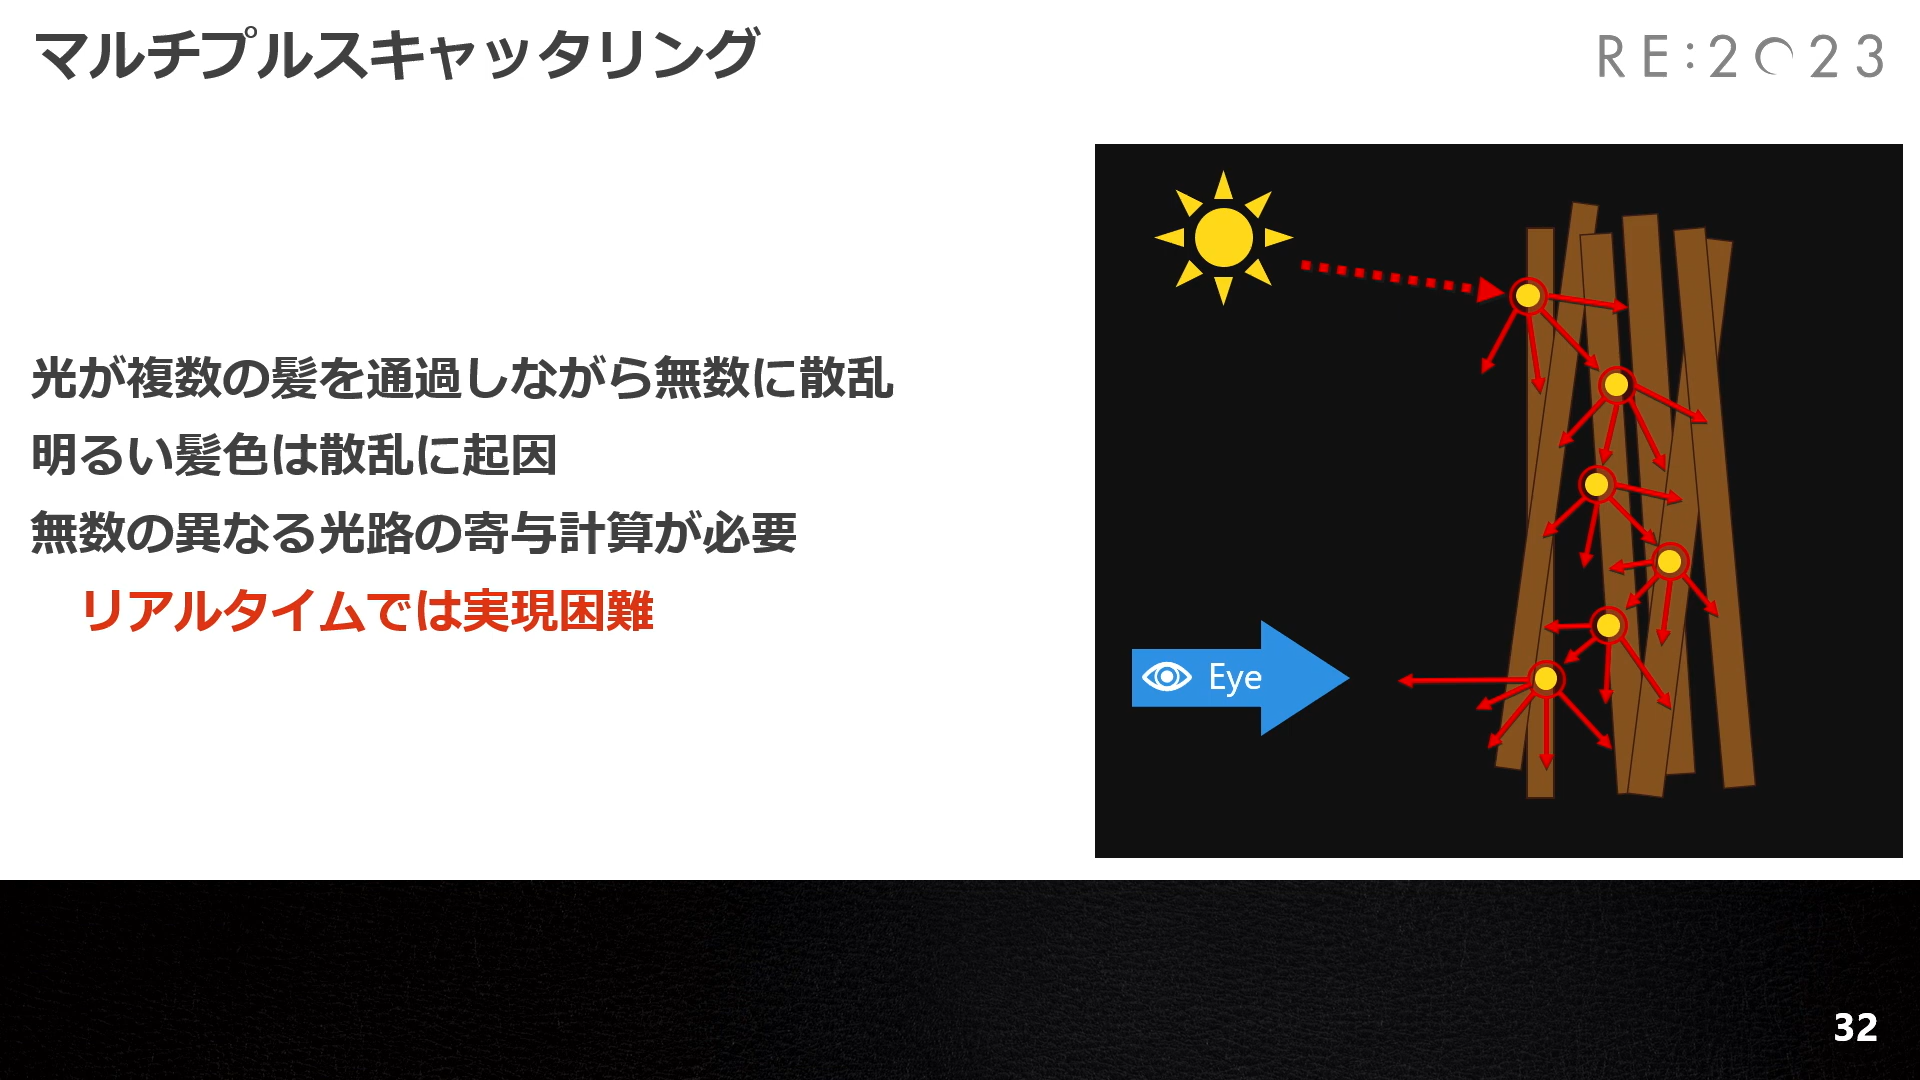 マルチプルスキャッタリング
RE:2023
光が複数の髪を通過しながら無数に散乱
明るい髪色は散乱に起因
無数の異なる光路の寄与計算が必要
リアルタイムでは実現困難
Eye
32